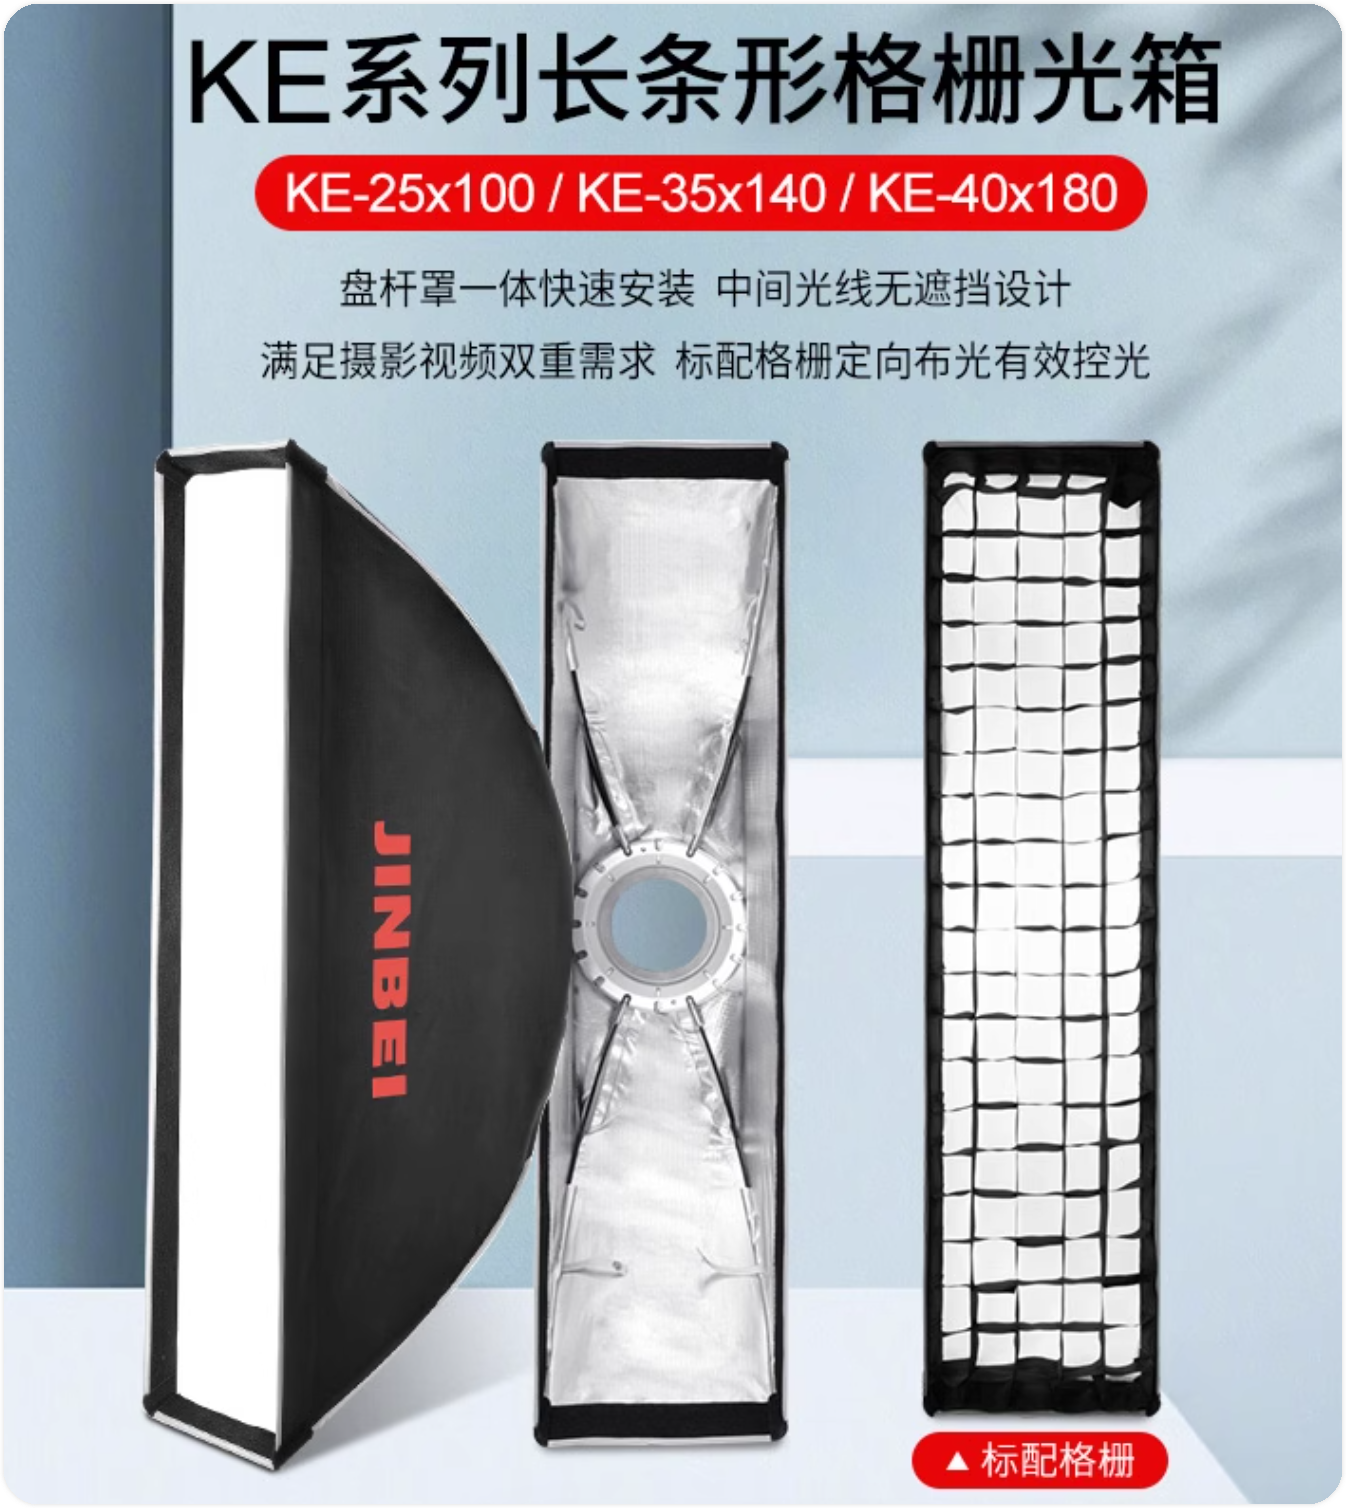 KE系列长条形格栅光箱
KE-25x100 / KE-35x140 / KE-40x180
盘杆罩一体快速安装 中间光线无遮挡设计
满足摄影视频双重需求 标配格栅定向布光有效控光
JINBEI
▲ 标配格栅